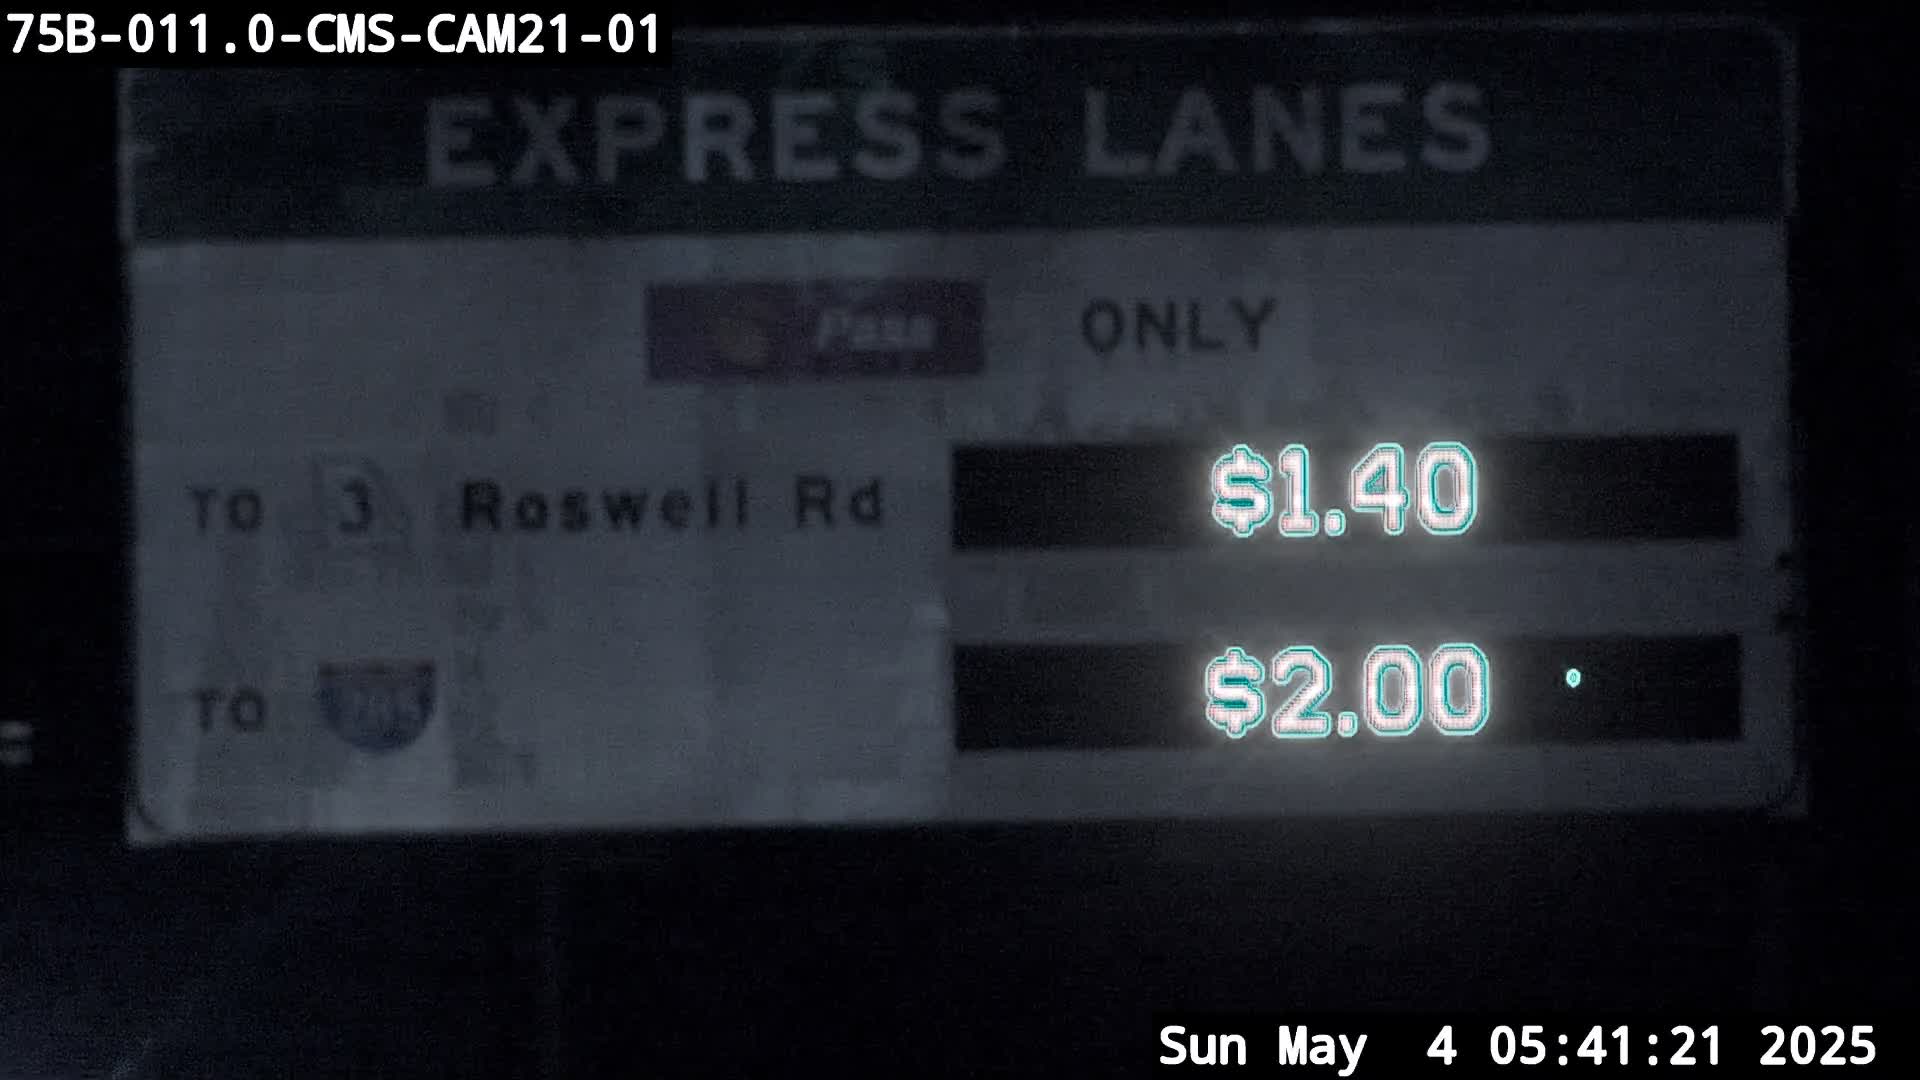 75B-011.0-CMS-CAM21-01
EXPRESS LANES
Pass ONLY
TO 3 Roswell Rd $1.40
TO $2.00
Sun May 4 05:41:21 2025